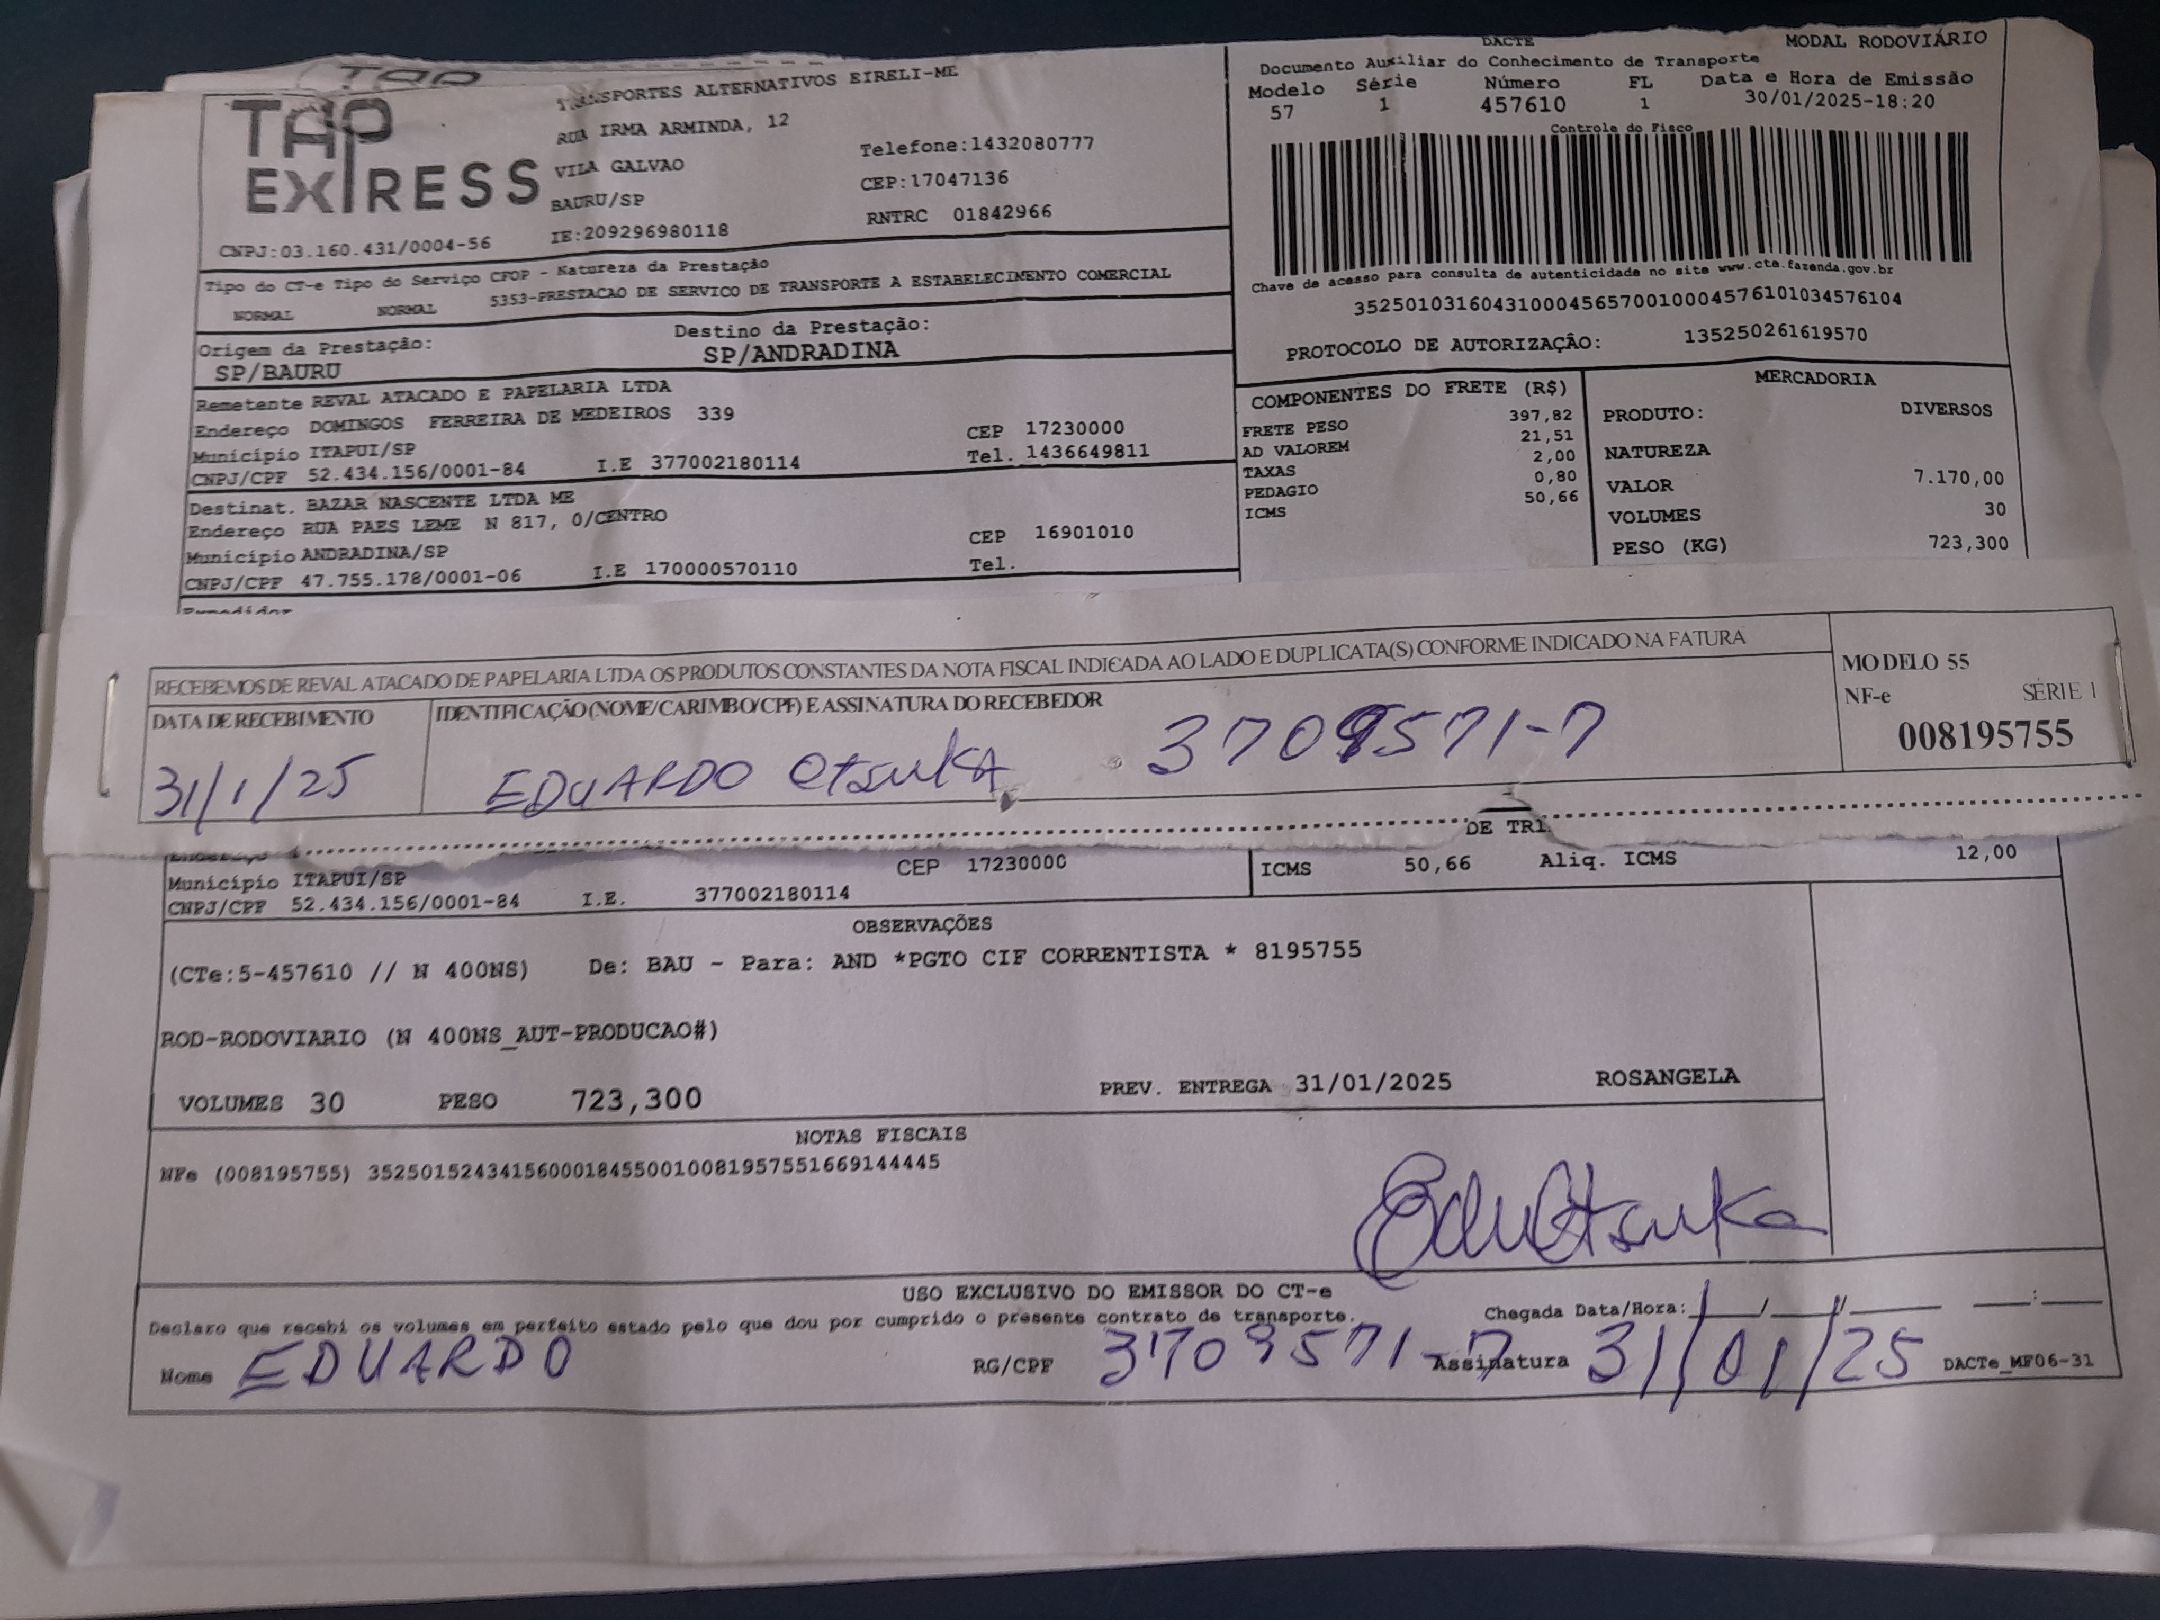 TAP
DACTE
MODAL RODOVIÁRIO
TAP EXPRESS
TRANSPORTES ALTERNATIVOS EIRELI-ME
RUA IRMA ARMINDA, 12
VILA GALVAO
Telefone:1432080777
CEP:17047136
BAURU/SP
RNTRC 01842966
CNPJ:03.160.431/0004-56
IE:209296980118
Documento Auxiliar do Conhecimento de Transporte
Modelo Série Número FL Data e Hora de Emissão
57 1 457610 1 30/01/2025-18:20
Controle do Fisco
Chave de acesso para consulta de autenticidade no site www.cte.fazenda.gov.br
35250103160431000456570010004576101034576104
PROTOCOLO DE AUTORIZAÇÃO: 135250261619570
Tipo do CT-e Tipo do Serviço CFOP - Natureza da Prestação
NORMAL NORMAL 5353-PRESTACAO DE SERVICO DE TRANSPORTE A ESTABELECIMENTO COMERCIAL
Origem da Prestação: Destino da Prestação:
SP/BAURU SP/ANDRADINA
Remetente REVAL ATACADO E PAPELARIA LTDA
Endereço DOMINGOS FERREIRA DE MEDEIROS 339
Município ITAPUI/SP CEP 17230000
CNPJ/CPF 52.434.156/0001-84 I.E 377002180114 Tel. 1436649811
Destinat. BAZAR NASCENTE LTDA ME
Endereço RUA PAES LEME N 817, 0/CENTRO
Município ANDRADINA/SP CEP 16901010
CNPJ/CPF 47.755.178/0001-06 I.E 170000570110 Tel.
Expedidor
COMPONENTES DO FRETE (R$)
FRETE PESO 397,82
AD VALOREM 21,51
TAXAS 2,00
PEDAGIO 0,80
ICMS 50,66
MERCADORIA
PRODUTO: DIVERSOS
NATUREZA
VALOR 7.170,00
VOLUMES 30
PESO (KG) 723,300
RECEBEMOS DE REVAL ATACADO DE PAPELARIA LTDA OS PRODUTOS CONSTANTES DA NOTA FISCAL INDICADA AO LADO E DUPLICATA(S) CONFORME INDICADO NA FATURA
DATA DE RECEBIMENTO IDENTIFICAÇÃO (NOME/CARIMBO/CPF) E ASSINATURA DO RECEBEDOR
31/1/25 EDUARDO Otsuka 3709571-7
MODELO 55
NF-e SÉRIE 1
008195755
DE TRI
Endereço
Município ITAPUI/SP CEP 17230000
CNPJ/CPF 52.434.156/0001-84 I.E. 377002180114
ICMS 50,66 Aliq. ICMS 12,00
OBSERVAÇÕES
(CTe:5-457610 // N 400NS) De: BAU - Para: AND *PGTO CIF CORRENTISTA * 8195755
ROD-RODOVIARIO (N 400NS_AUT-PRODUCAO#)
VOLUMES 30 PESO 723,300 PREV. ENTREGA 31/01/2025 ROSANGELA
NOTAS FISCAIS
NFe (008195755) 35250152434156000184550010081957551669144445
Edu Otsuka
USO EXCLUSIVO DO EMISSOR DO CT-e
Declaro que recebi os volumes em perfeito estado pelo que dou por cumprido o presente contrato de transporte. Chegada Data/Hora:
Nome EDUARDO RG/CPF 3709571-7 Assinatura 31/01/25 DACTe_MF06-31